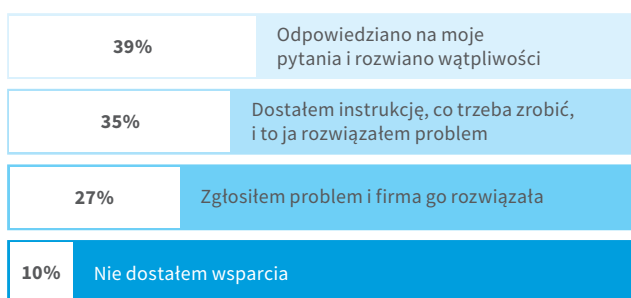 39%
Odpowiedziano na moje
pytania i rozwiano wątpliwości
35%
Dostałem instrukcję, co trzeba zrobić,
i to ja rozwiązałem problem
27%
Zgłosiłem problem i firma go rozwiązała
10%
Nie dostałem wsparcia